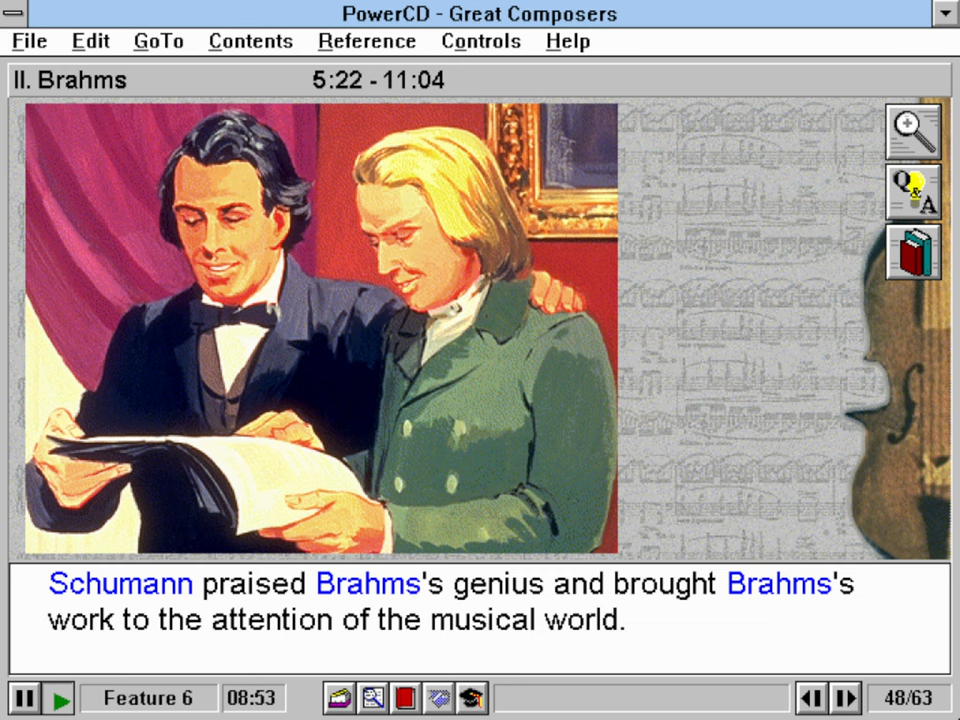 PowerCD - Great Composers
File Edit GoTo Contents Reference Controls Help
II. Brahms 5:22 - 11:04
Q & A
Schumann praised Brahms's genius and brought Brahms's
work to the attention of the musical world.
Feature 6 08:53 48/63